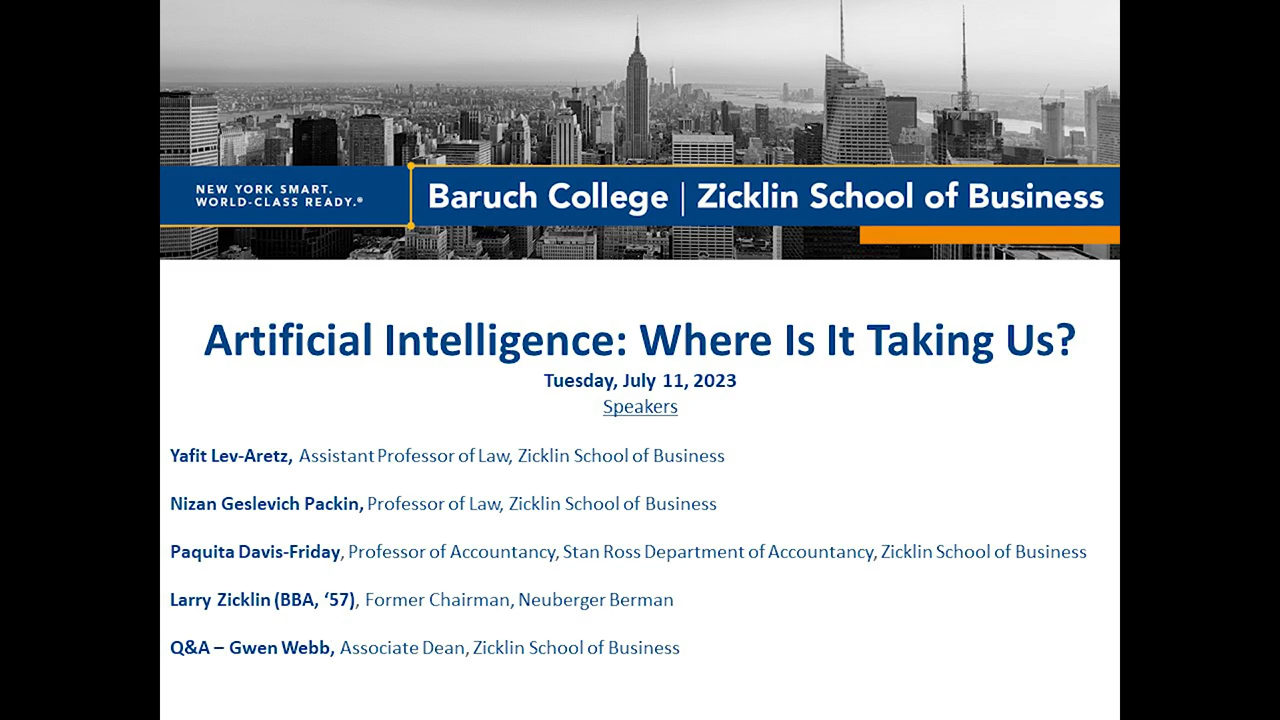 NEW YORK SMART.
WORLD-CLASS READY.®
Baruch College | Zicklin School of Business
Artificial Intelligence: Where Is It Taking Us?
Tuesday, July 11, 2023
Speakers
Yafit Lev-Aretz, Assistant Professor of Law, Zicklin School of Business
Nizan Geslevich Packin, Professor of Law, Zicklin School of Business
Paquita Davis-Friday, Professor of Accountancy, Stan Ross Department of Accountancy, Zicklin School of Business
Larry Zicklin (BBA, ‘57), Former Chairman, Neuberger Berman
Q&A – Gwen Webb, Associate Dean, Zicklin School of Business